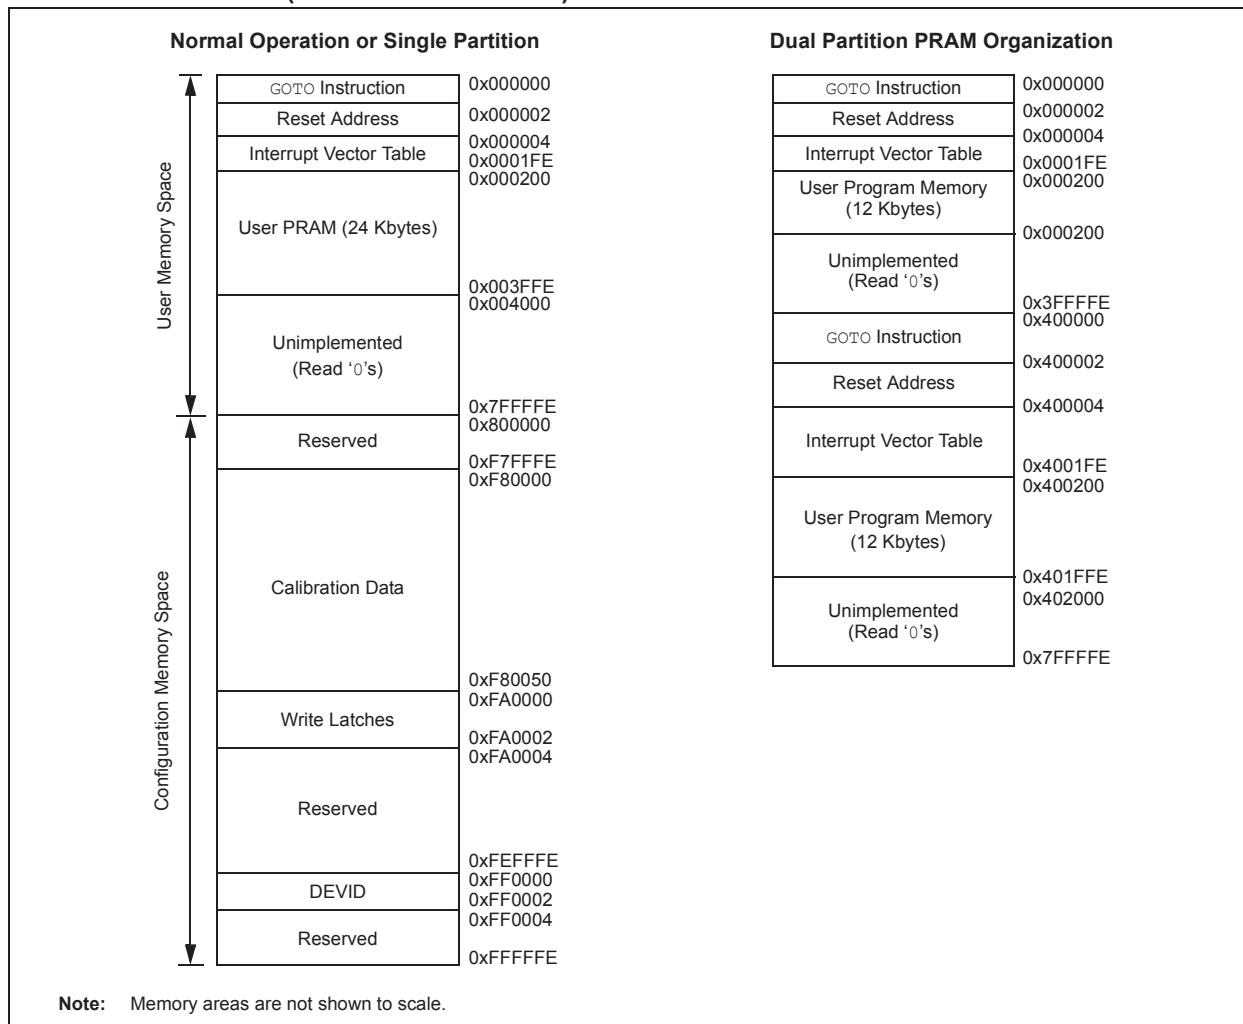 Normal Operation or Single Partition
User Memory Space
GOTO Instruction
0x000000
Reset Address
0x000002
Interrupt Vector Table
0x000004
0x0001FE
0x000200
User PRAM (24 Kbytes)
0x003FFE
0x004000
Unimplemented
(Read ‘0’s)
0x7FFFFE
Configuration Memory Space
0x800000
Reserved
0xF7FFFE
0xF80000
Calibration Data
0xF80050
0xFA0000
Write Latches
0xFA0002
0xFA0004
Reserved
0xFEFFFE
0xFF0000
DEVID
0xFF0002
0xFF0004
Reserved
0xFFFFFE
Dual Partition PRAM Organization
GOTO Instruction
0x000000
Reset Address
0x000002
0x000004
Interrupt Vector Table
0x0001FE
0x000200
User Program Memory
(12 Kbytes)
0x000200
Unimplemented
(Read ‘0’s)
0x3FFFFE
0x400000
GOTO Instruction
0x400002
Reset Address
0x400004
Interrupt Vector Table
0x4001FE
0x400200
User Program Memory
(12 Kbytes)
0x401FFE
0x402000
Unimplemented
(Read ‘0’s)
0x7FFFFE
Note: Memory areas are not shown to scale.